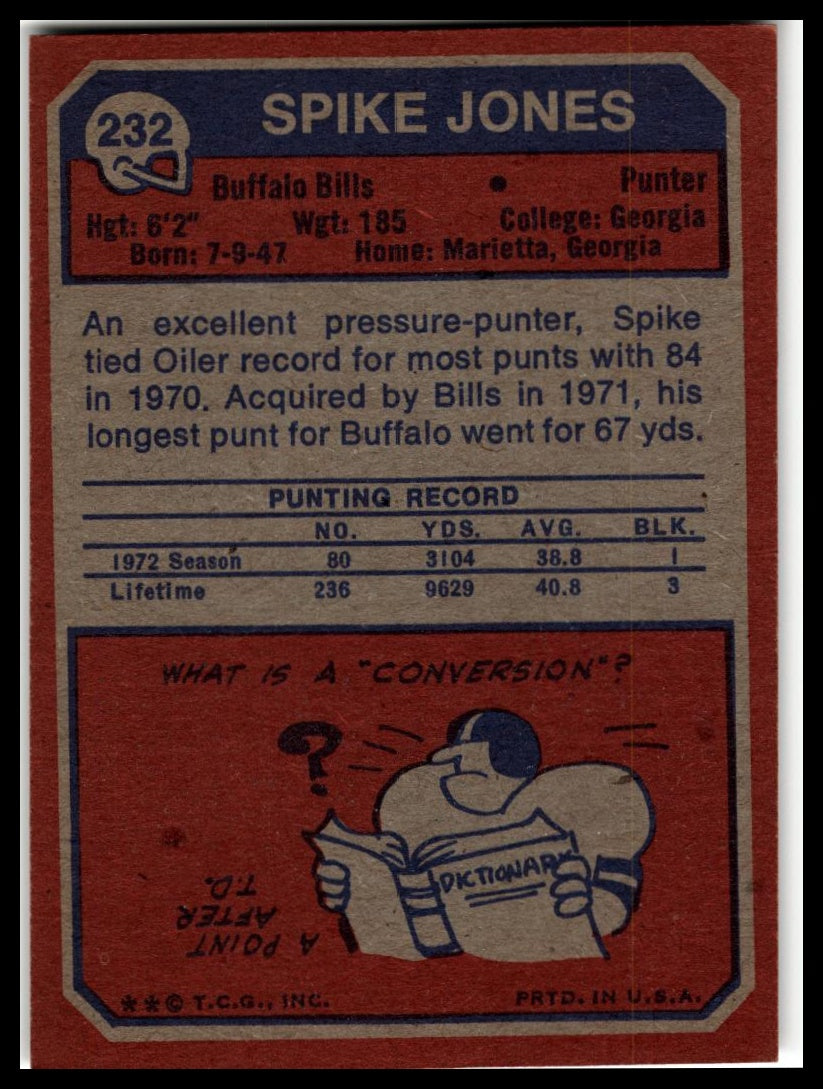 232
SPIKE JONES
Buffalo Bills • Punter
Hgt: 6'2" Wgt: 185 College: Georgia
Born: 7-9-47 Home: Marietta, Georgia
An excellent pressure-punter, Spike
tied Oiler record for most punts with 84
in 1970. Acquired by Bills in 1971, his
longest punt for Buffalo went for 67 yds.
PUNTING RECORD
NO. YDS. AVG. BLK.
1972 Season 80 3104 38.8 1
Lifetime 236 9629 40.8 3
WHAT IS A "CONVERSION"?
?
DICTIONARY
A POINT
AFTER
T.D.
**© T.C.G., INC. PRTD. IN U.S.A.